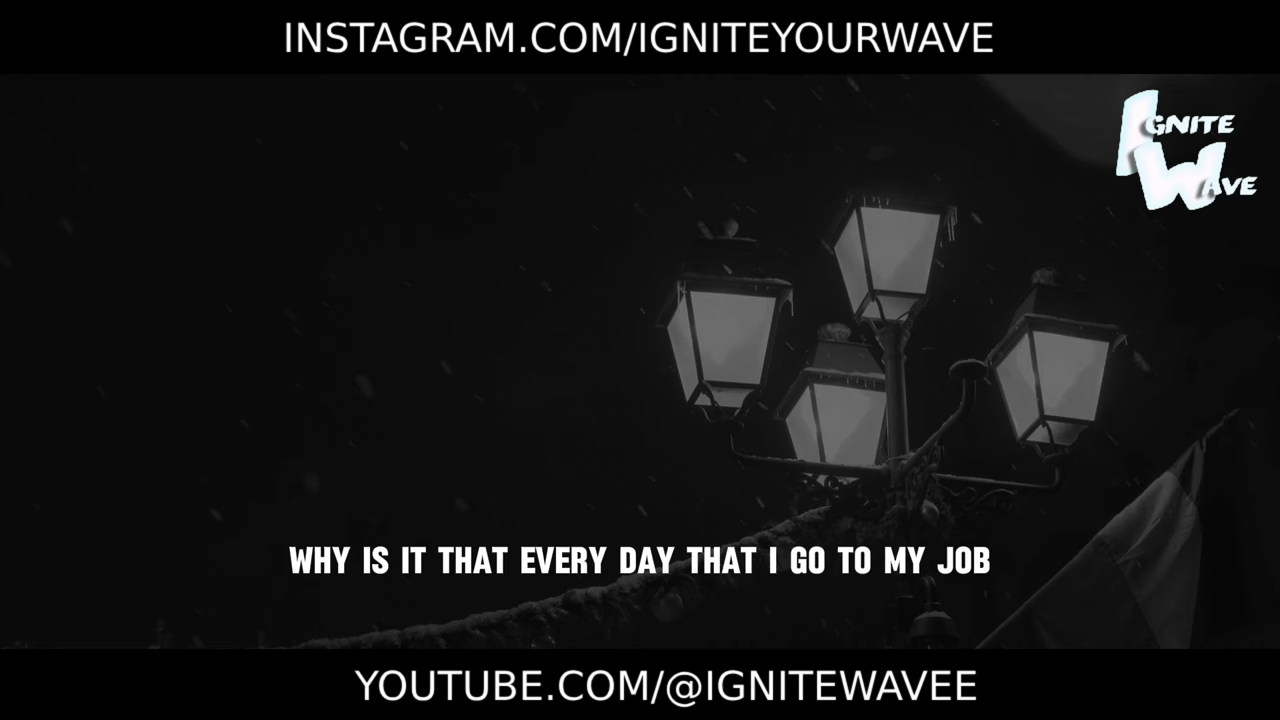 INSTAGRAM.COM/IGNITEYOURWAVE
IGNITE
WAVE
WHY IS IT THAT EVERY DAY THAT I GO TO MY JOB
YOUTUBE.COM/@IGNITEWAVEE